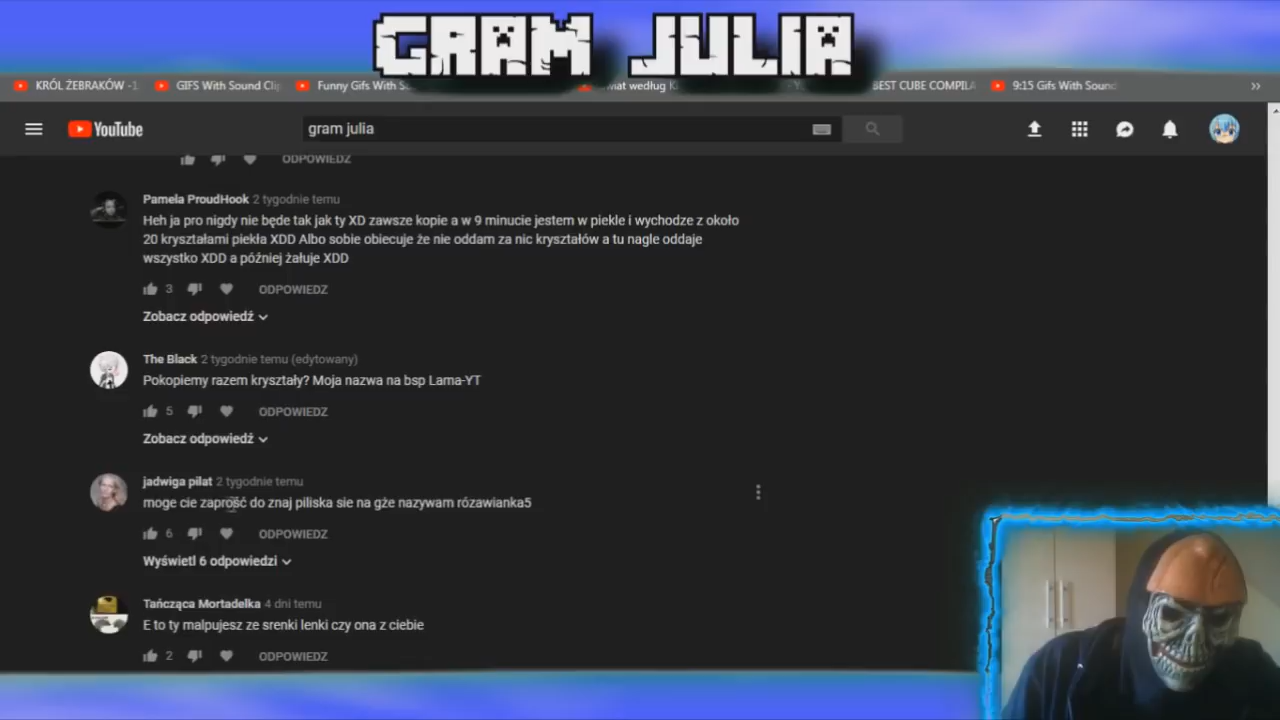 GRAM JULIA
KRÓL ŻEBRAKÓW -1
GIFS With Sound Cli
Funny Gifs With S
mat według K
BEST CUBE COMPILA
9:15 Gifs With Sound
YouTube
gram julia
ODPOWIEDZ
Pamela ProudHook 2 tygodnie temu
Heh ja pro nigdy nie będe tak jak ty XD zawsze kopie a w 9 minucie jestem w piekle i wychodze z około
20 kryształami piekła XDD Albo sobie obiecuje że nie oddam za nic kryształów a tu nagle oddaje
wszystko XDD a później żałuje XDD
3 ODPOWIEDZ
Zobacz odpowiedź
The Black 2 tygodnie temu (edytowany)
Pokopiemy razem kryształy? Moja nazwa na bsp Lama-YT
5 ODPOWIEDZ
Zobacz odpowiedź
jadwiga pilat 2 tygodnie temu
moge cie zaprość do znaj piliska sie na gże nazywam rózawianka5
6 ODPOWIEDZ
Wyświetl 6 odpowiedzi
Tańcząca Mortadelka 4 dni temu
E to ty malpujesz ze srenki lenki czy ona z ciebie
2 ODPOWIEDZ